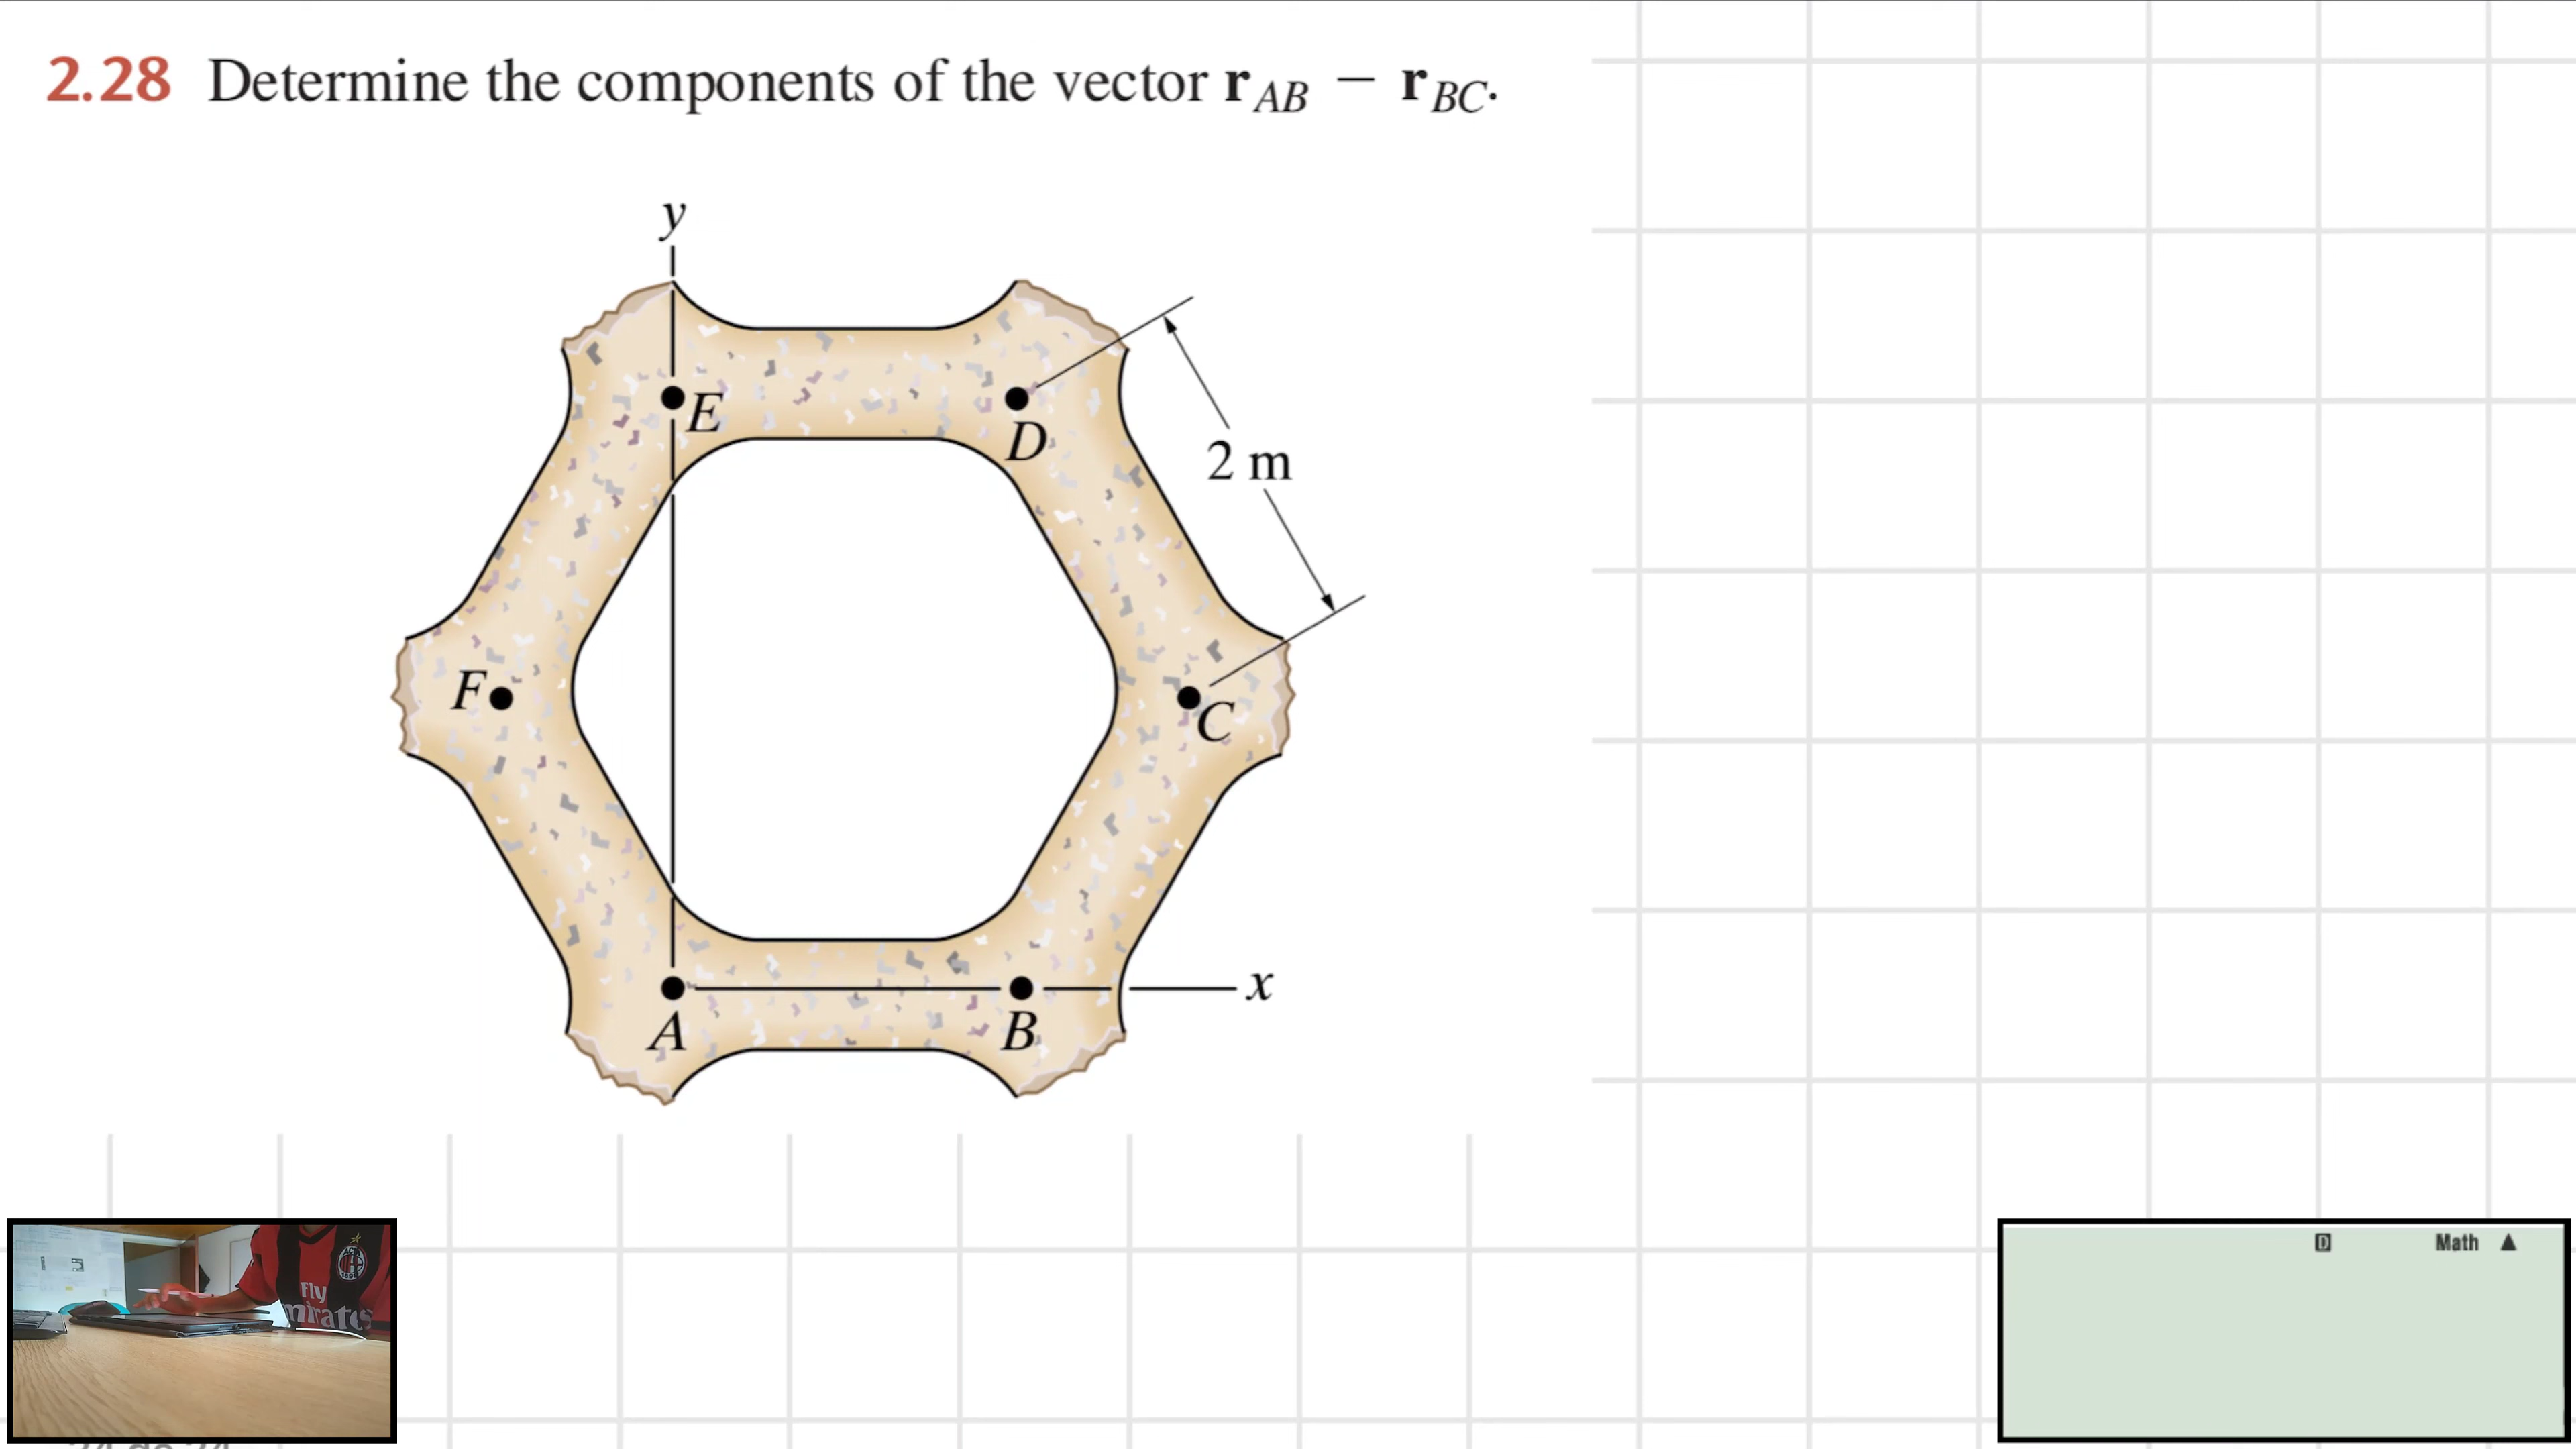 2.28 Determine the components of the vector r_AB − r_BC.
y
E
D
2 m
F
C
x
A
B
D Math ▲
Fly